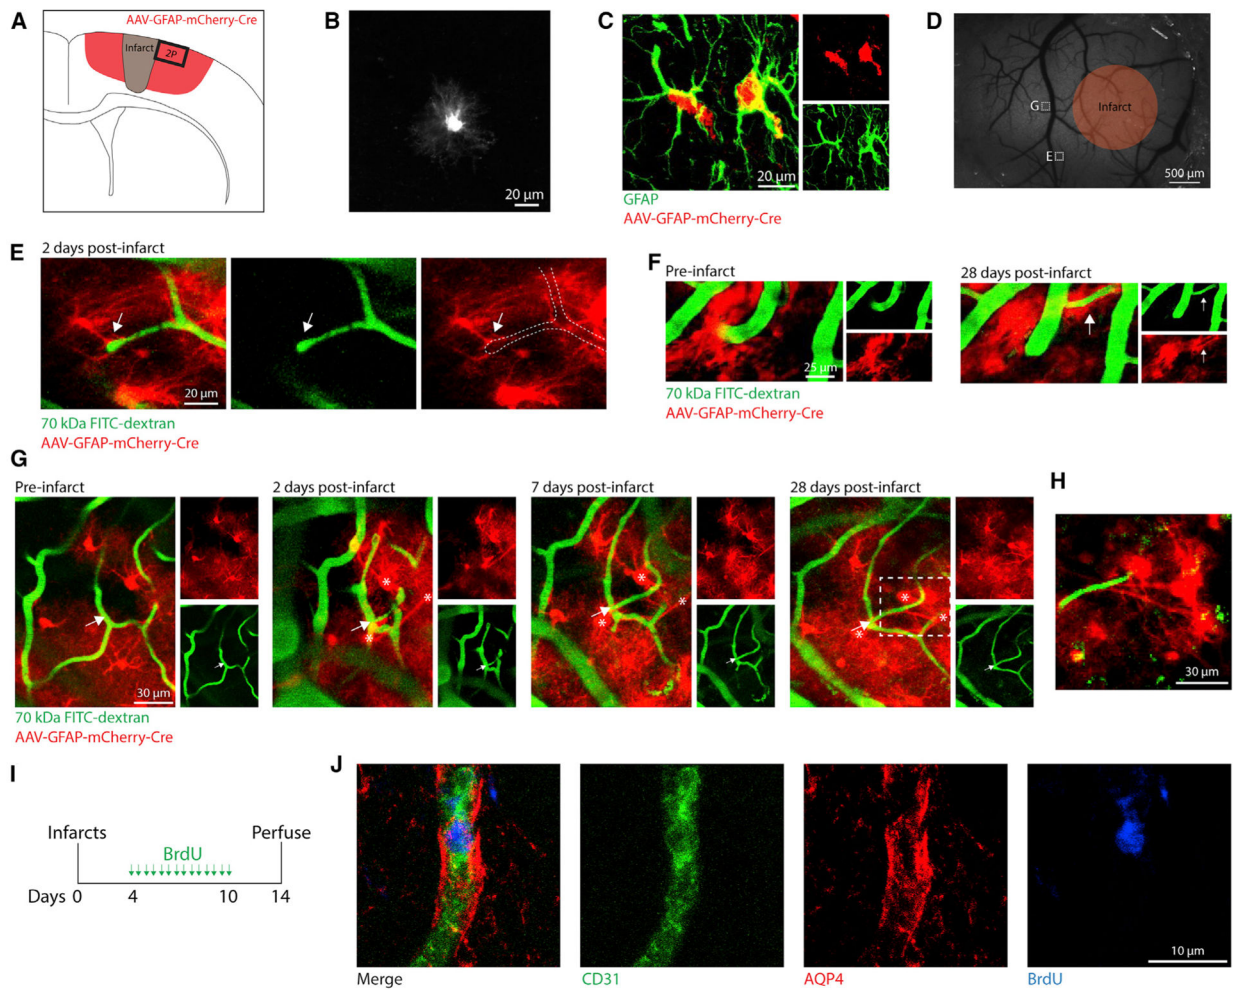 A
AAV-GFAP-mCherry-Cre
Infarct
2P
B
20 µm
C
20 µm
GFAP
AAV-GFAP-mCherry-Cre
D
G
Infarct
E
500 µm
E
2 days post-infarct
20 µm
70 kDa FITC-dextran
AAV-GFAP-mCherry-Cre
F
Pre-infarct
25 µm
28 days post-infarct
70 kDa FITC-dextran
AAV-GFAP-mCherry-Cre
G
Pre-infarct
30 µm
2 days post-infarct
* * *
7 days post-infarct
* * *
28 days post-infarct
* * *
70 kDa FITC-dextran
AAV-GFAP-mCherry-Cre
H
30 µm
I
Infarcts
Perfuse
BrdU
Days 0 4 10 14
J
Merge
CD31
AQP4
10 µm
BrdU